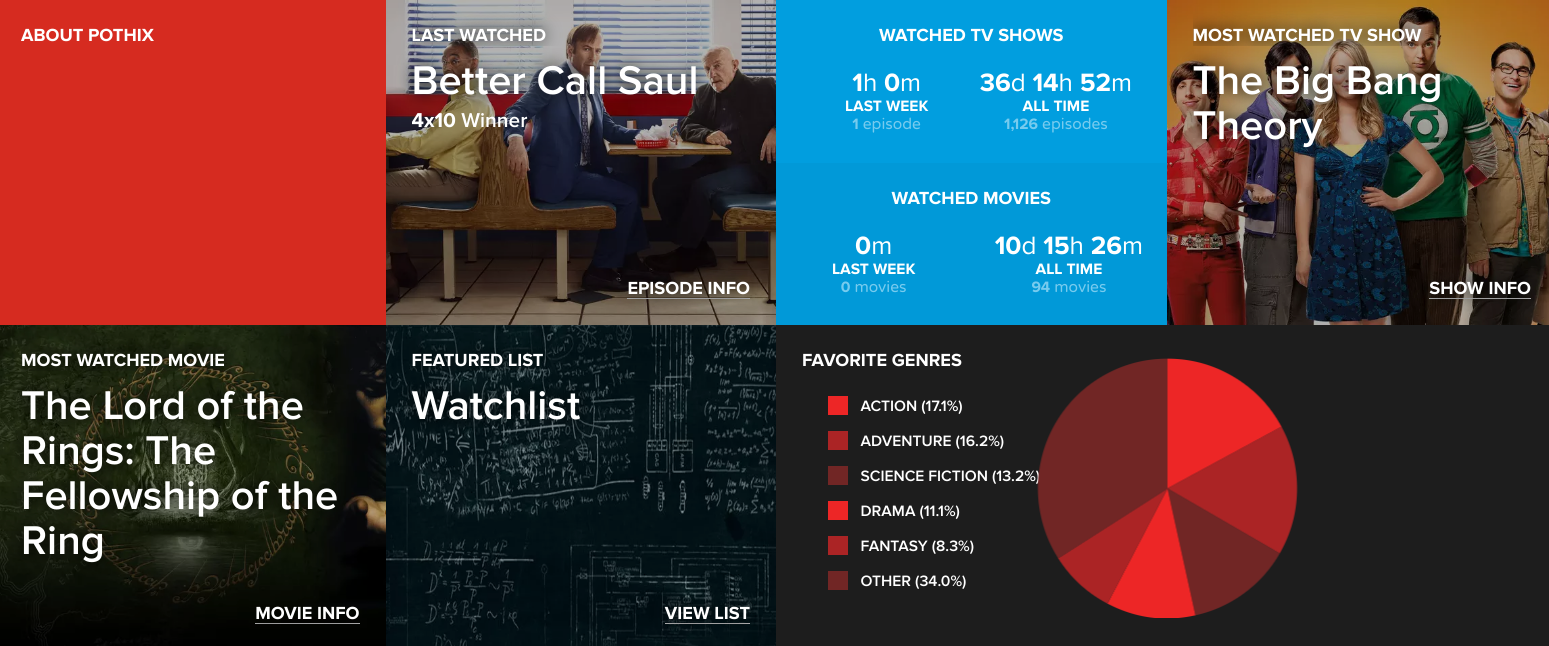 ABOUT POTHIX
LAST WATCHED
Better Call Saul
4x10 Winner
EPISODE INFO
WATCHED TV SHOWS
1h 0m
LAST WEEK
1 episode
36d 14h 52m
ALL TIME
1,126 episodes
WATCHED MOVIES
0m
LAST WEEK
0 movies
10d 15h 26m
ALL TIME
94 movies
MOST WATCHED TV SHOW
The Big Bang
Theory
SHOW INFO
MOST WATCHED MOVIE
The Lord of the
Rings: The
Fellowship of the
Ring
MOVIE INFO
FEATURED LIST
Watchlist
VIEW LIST
FAVORITE GENRES
ACTION (17.1%)
ADVENTURE (16.2%)
SCIENCE FICTION (13.2%)
DRAMA (11.1%)
FANTASY (8.3%)
OTHER (34.0%)